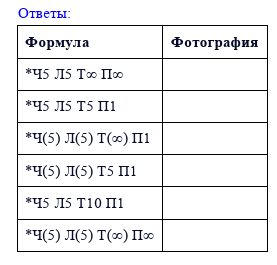 Ответы:
Формула Фотография
*Ч5 Л5 Т∞ П∞
*Ч5 Л5 Т5 П1
*Ч(5) Л(5) Т(∞) П1
*Ч(5) Л(5) Т5 П1
*Ч5 Л5 Т10 П1
*Ч(5) Л(5) Т(∞) П∞